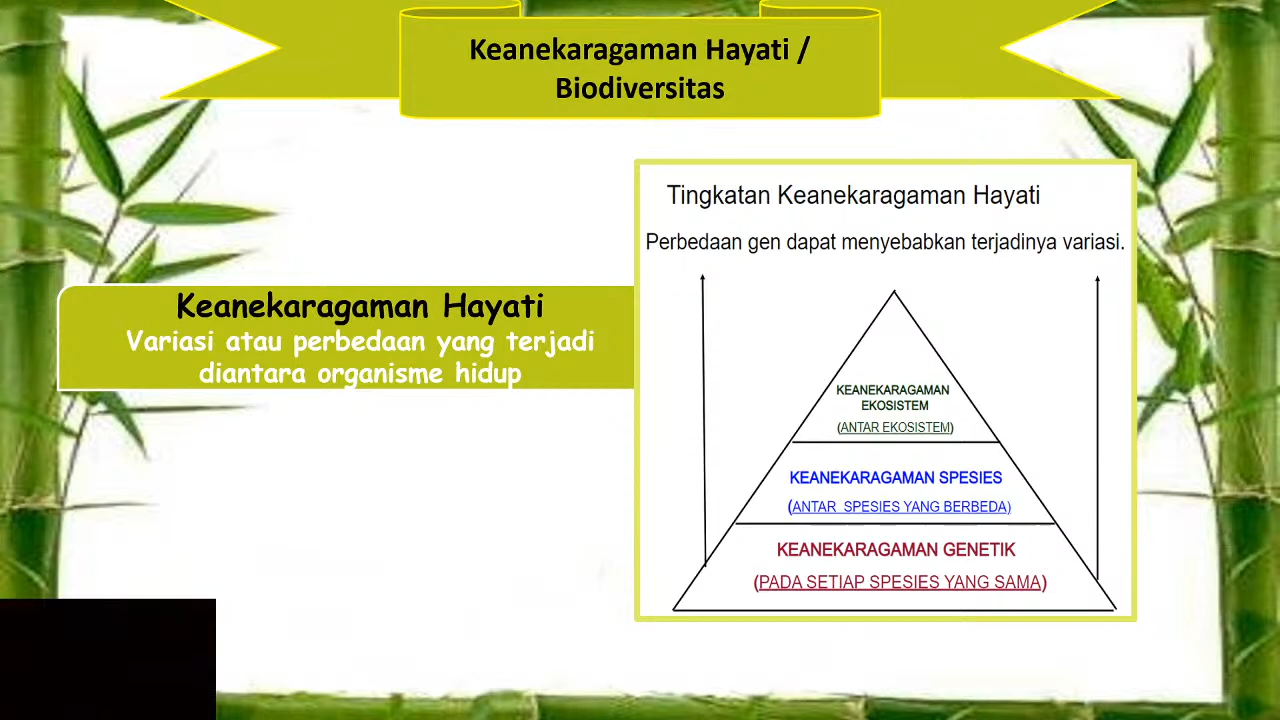 Keanekaragaman Hayati /
Biodiversitas
Keanekaragaman Hayati
Variasi atau perbedaan yang terjadi
diantara organisme hidup
Tingkatan Keanekaragaman Hayati
Perbedaan gen dapat menyebabkan terjadinya variasi.
KEANEKARAGAMAN
EKOSISTEM
(ANTAR EKOSISTEM)
KEANEKARAGAMAN SPESIES
(ANTAR SPESIES YANG BERBEDA)
KEANEKARAGAMAN GENETIK
(PADA SETIAP SPESIES YANG SAMA)